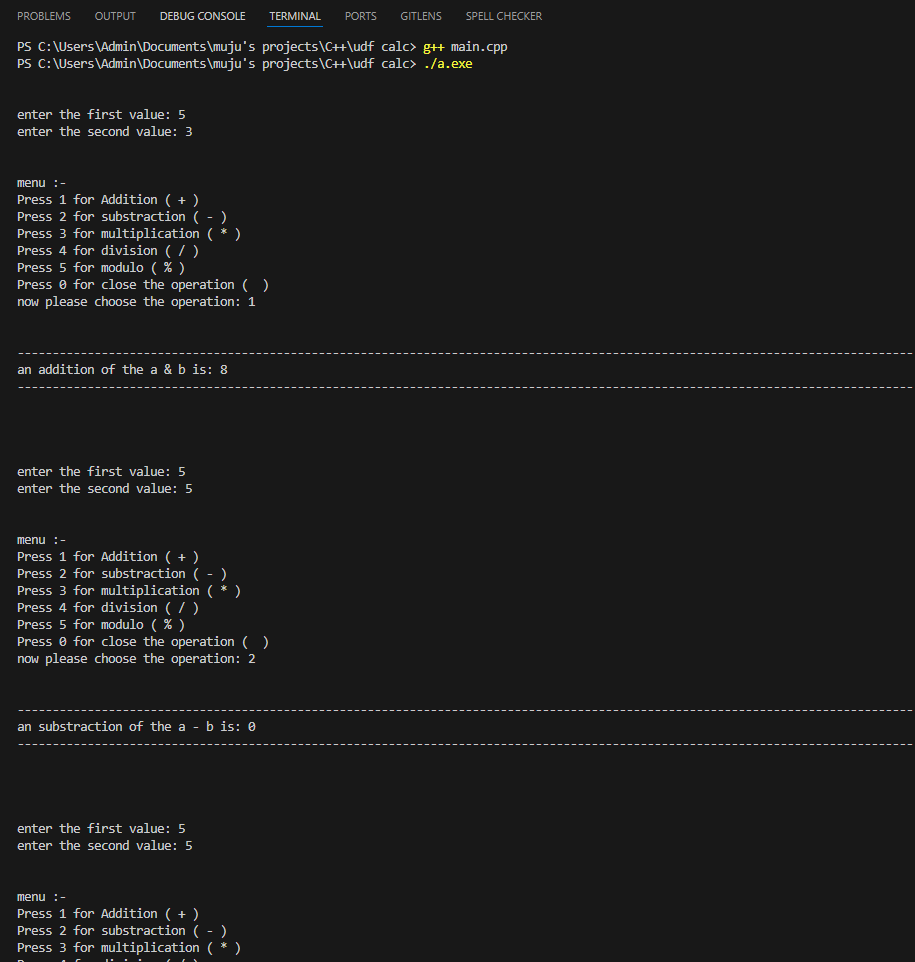 PROBLEMS OUTPUT DEBUG CONSOLE TERMINAL PORTS GITLENS SPELL CHECKER
PS C:\Users\Admin\Documents\muju's projects\C++\udf calc> g++ main.cpp
PS C:\Users\Admin\Documents\muju's projects\C++\udf calc> ./a.exe
enter the first value: 5
enter the second value: 3
menu :-
Press 1 for Addition ( + )
Press 2 for substraction ( - )
Press 3 for multiplication ( * )
Press 4 for division ( / )
Press 5 for modulo ( % )
Press 0 for close the operation (  )
now please choose the operation: 1
--------------------------------------------------------------------------------------------------------------------------------
an addition of the a & b is: 8
--------------------------------------------------------------------------------------------------------------------------------
enter the first value: 5
enter the second value: 5
menu :-
Press 1 for Addition ( + )
Press 2 for substraction ( - )
Press 3 for multiplication ( * )
Press 4 for division ( / )
Press 5 for modulo ( % )
Press 0 for close the operation (  )
now please choose the operation: 2
--------------------------------------------------------------------------------------------------------------------------------
an substraction of the a - b is: 0
--------------------------------------------------------------------------------------------------------------------------------
enter the first value: 5
enter the second value: 5
menu :-
Press 1 for Addition ( + )
Press 2 for substraction ( - )
Press 3 for multiplication ( * )